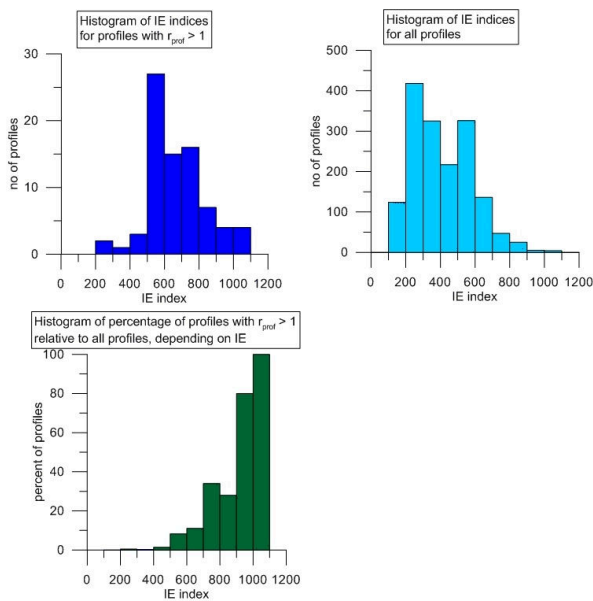 Histogram of IE indices
for profiles with r_prof > 1
30
20
10
0
no of profiles
0 200 400 600 800 1000 1200
IE index
Histogram of IE indices
for all profiles
500
400
300
200
100
0
no of profiles
0 200 400 600 800 1000 1200
IE index
Histogram of percentage of profiles with r_prof > 1
relative to all profiles, depending on IE
100
80
60
40
20
0
percent of profiles
0 200 400 600 800 1000 1200
IE index